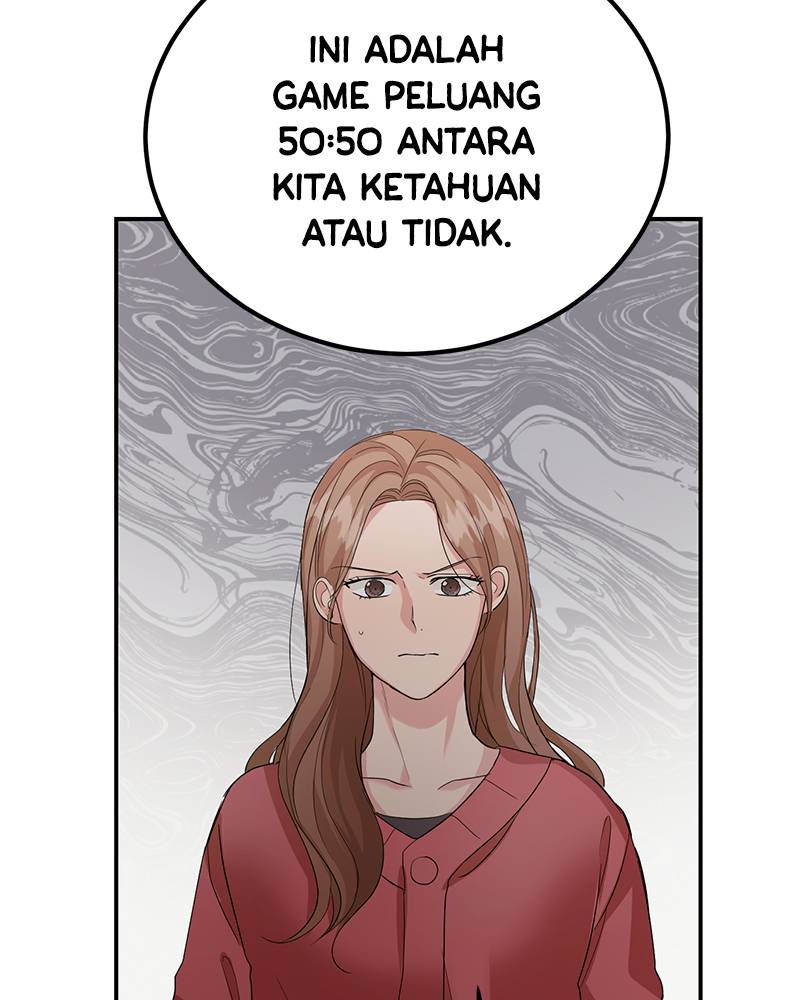 INI ADALAH
GAME PELUANG
50:50 ANTARA
KITA KETAHUAN
ATAU TIDAK.